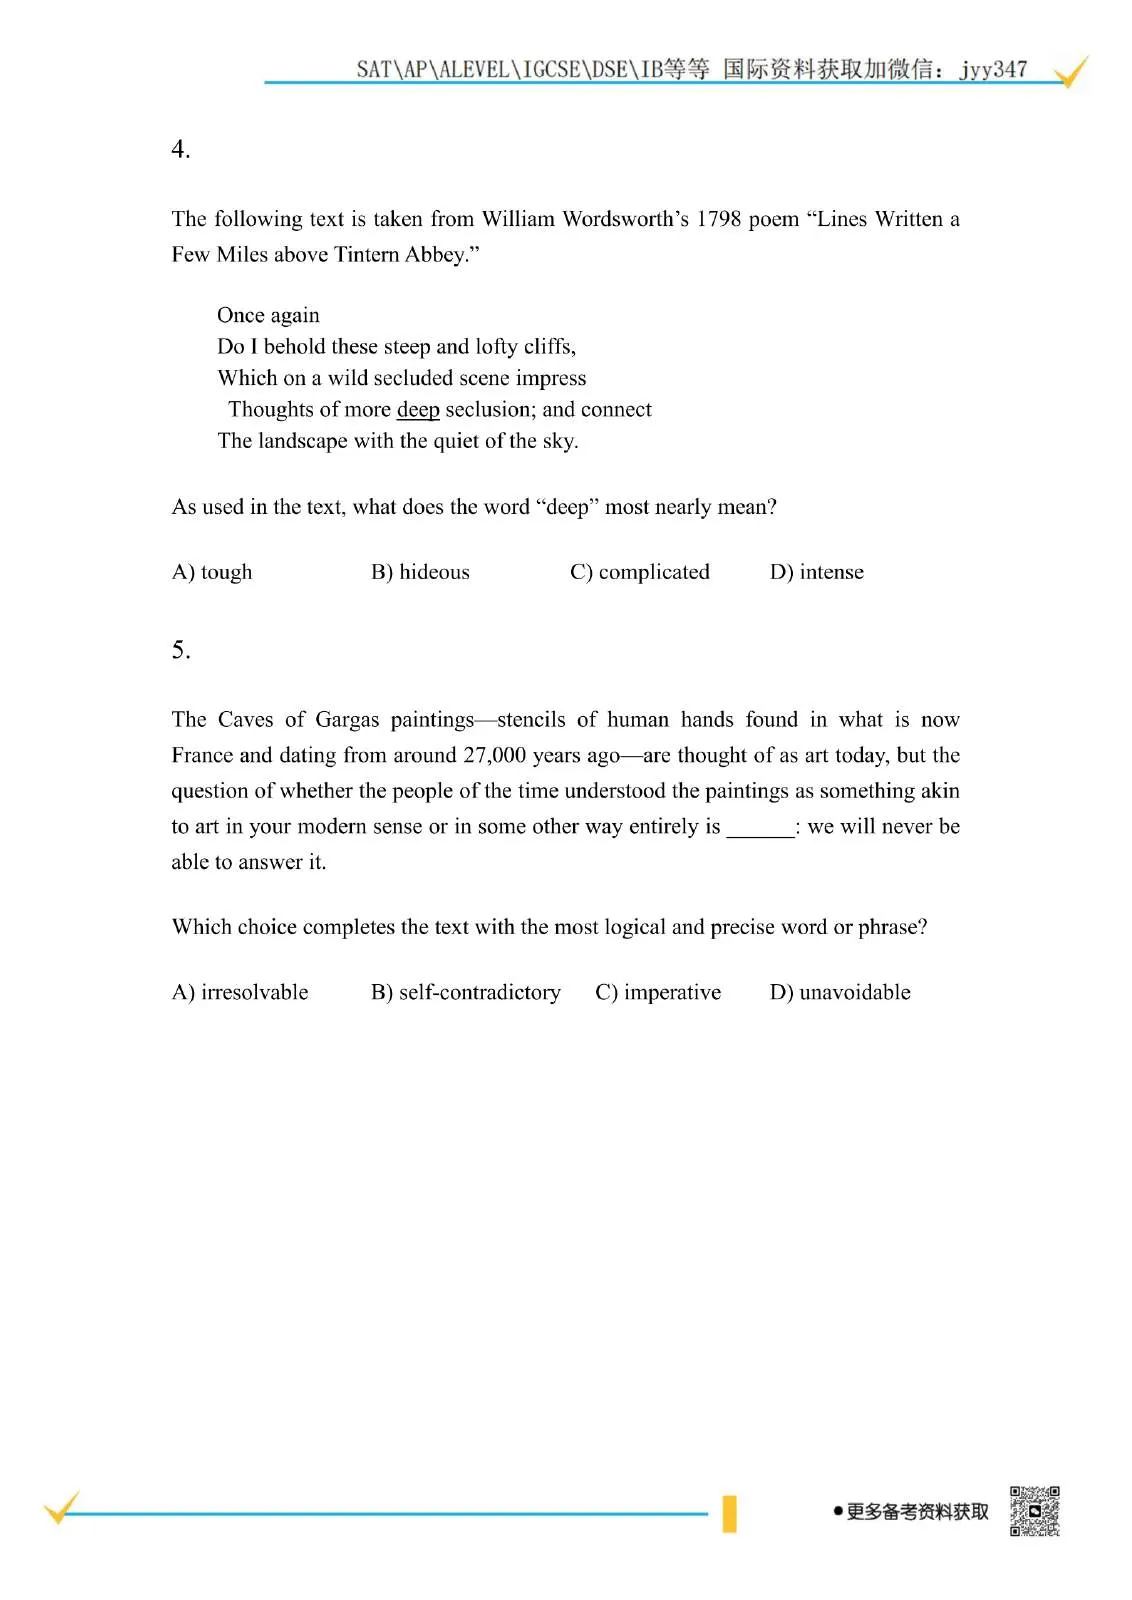 SAT\AP\ALEVEL\IGCSE\DSE\IB等等 国际资料获取加微信：jyy347
4.
The following text is taken from William Wordsworth’s 1798 poem “Lines Written a
Few Miles above Tintern Abbey.”
Once again
Do I behold these steep and lofty cliffs,
Which on a wild secluded scene impress
Thoughts of more deep seclusion; and connect
The landscape with the quiet of the sky.
As used in the text, what does the word “deep” most nearly mean?
A) tough B) hideous C) complicated D) intense
5.
The Caves of Gargas paintings—stencils of human hands found in what is now
France and dating from around 27,000 years ago—are thought of as art today, but the
question of whether the people of the time understood the paintings as something akin
to art in your modern sense or in some other way entirely is ______: we will never be
able to answer it.
Which choice completes the text with the most logical and precise word or phrase?
A) irresolvable B) self-contradictory C) imperative D) unavoidable
●更多备考资料获取